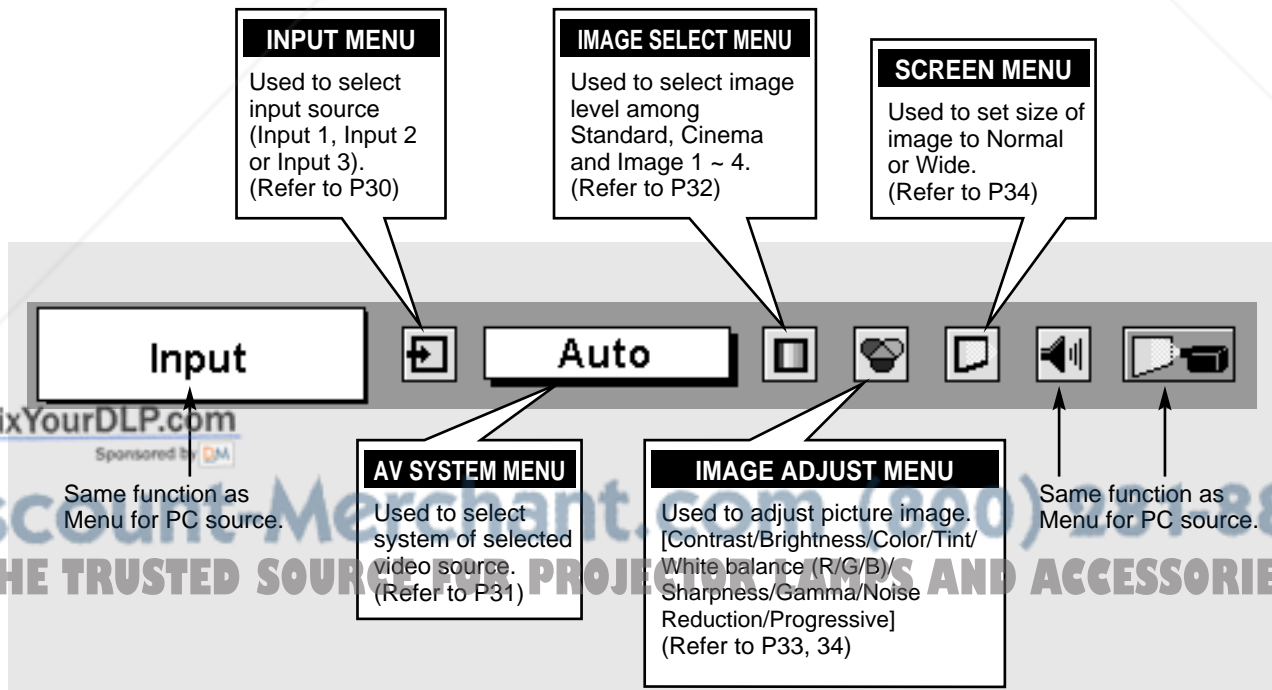 INPUT MENU
Used to select
input source
(Input 1, Input 2
or Input 3).
(Refer to P30)
IMAGE SELECT MENU
Used to select image
level among
Standard, Cinema
and Image 1 ~ 4.
(Refer to P32)
SCREEN MENU
Used to set size of
image to Normal
or Wide.
(Refer to P34)
Input
Auto
ixYourDLP.com
Sponsored by DM
Same function as
Menu for PC source.
AV SYSTEM MENU
Used to select
system of selected
video source.
(Refer to P31)
IMAGE ADJUST MENU
Used to adjust picture image.
[Contrast/Brightness/Color/Tint/
White balance (R/G/B)/
Sharpness/Gamma/Noise
Reduction/Progressive]
(Refer to P33, 34)
Same function as
Menu for PC source.
scount-Merchant.com (800) 281-88
HE TRUSTED SOURCE FOR PROJECTOR LAMPS AND ACCESSORIE